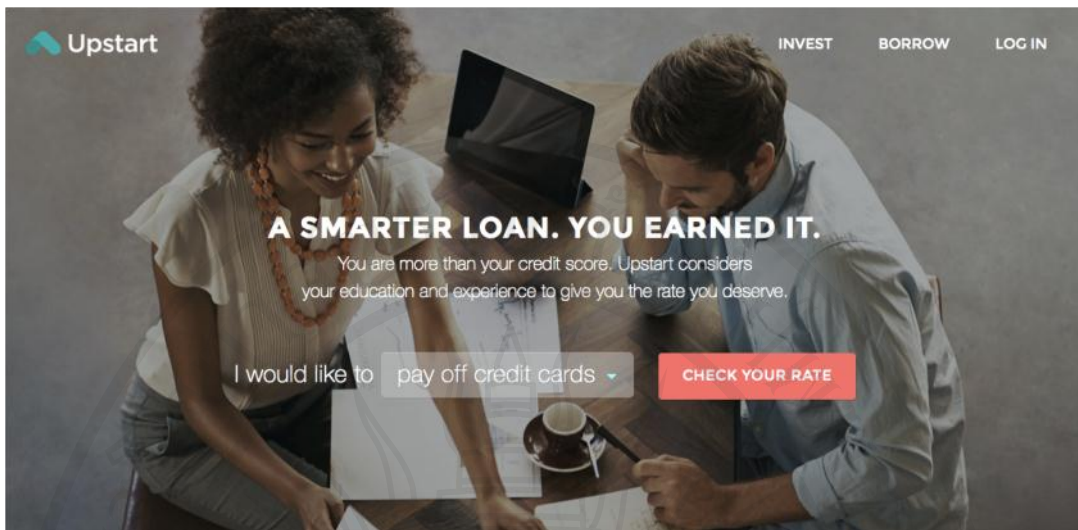 Upstart
INVEST BORROW LOG IN
A SMARTER LOAN. YOU EARNED IT.
You are more than your credit score. Upstart considers
your education and experience to give you the rate you deserve.
I would like to pay off credit cards CHECK YOUR RATE